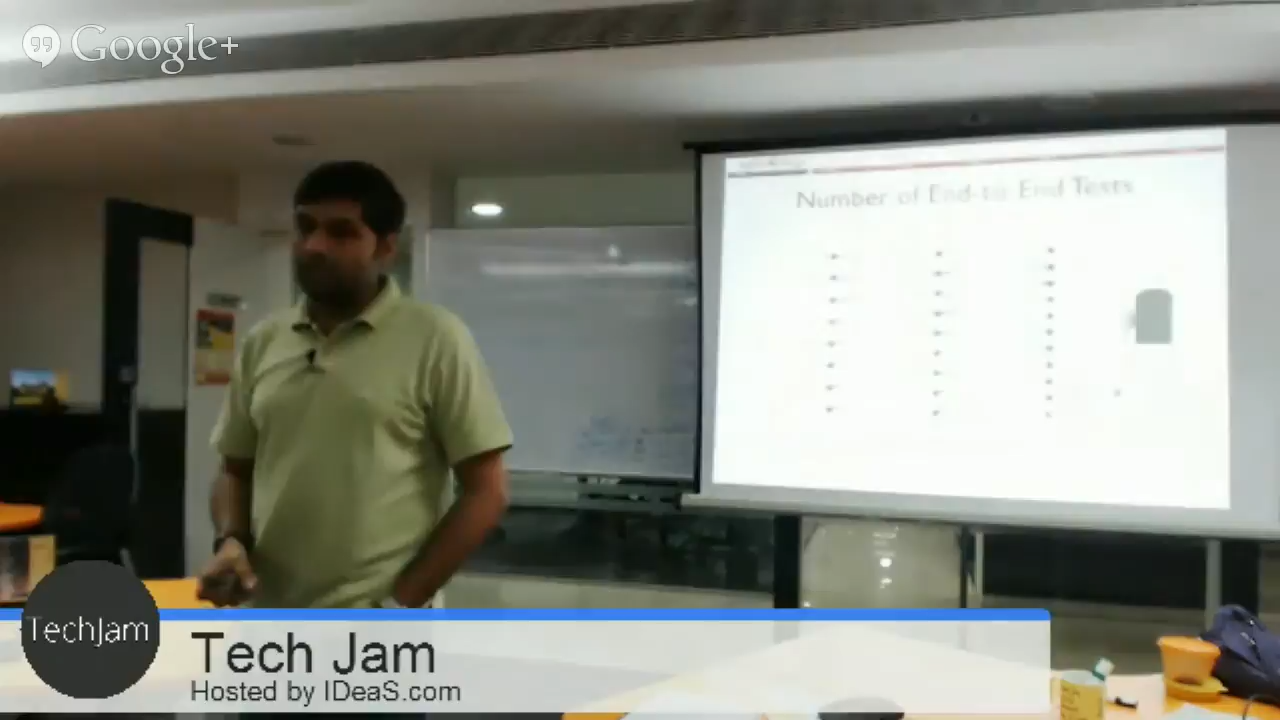 Google+
Number of End-to End Tests
TechJam
Tech Jam
Hosted by IDeaS.com